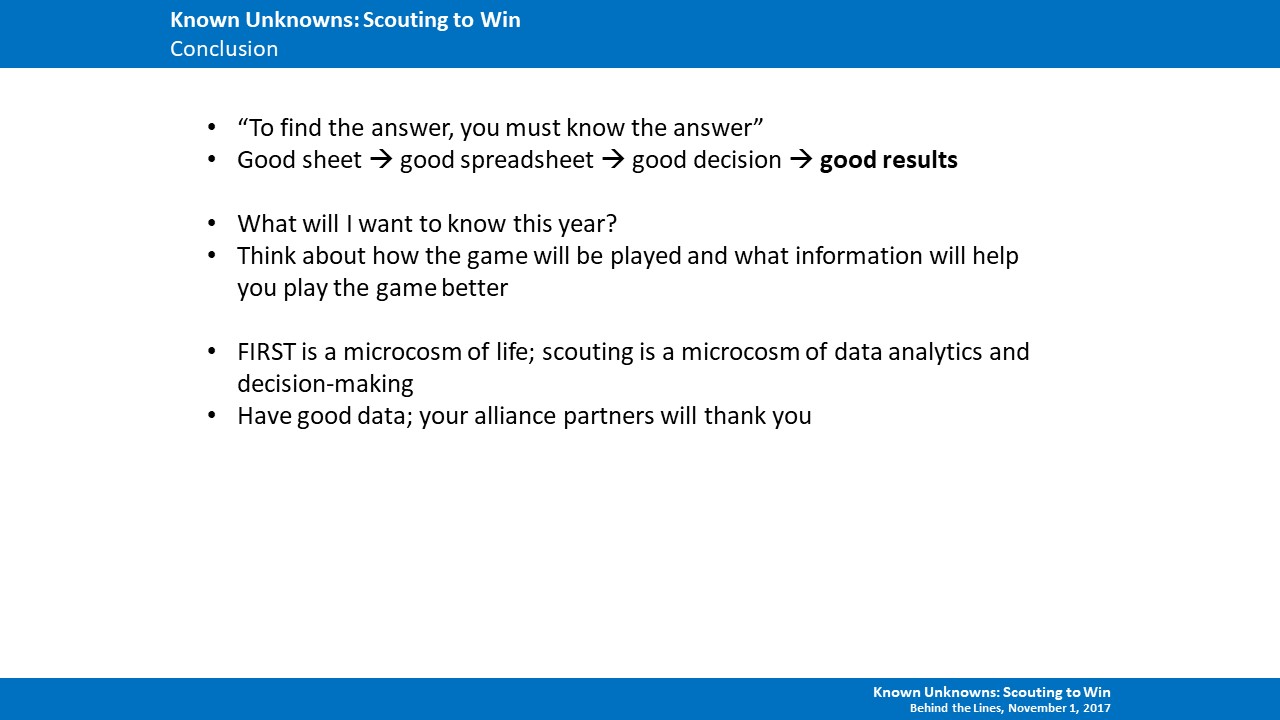 Known Unknowns: Scouting to Win
Conclusion
• “To find the answer, you must know the answer”
• Good sheet → good spreadsheet → good decision → good results
• What will I want to know this year?
• Think about how the game will be played and what information will help
you play the game better
• FIRST is a microcosm of life; scouting is a microcosm of data analytics and
decision-making
• Have good data; your alliance partners will thank you
Known Unknowns: Scouting to Win
Behind the Lines, November 1, 2017